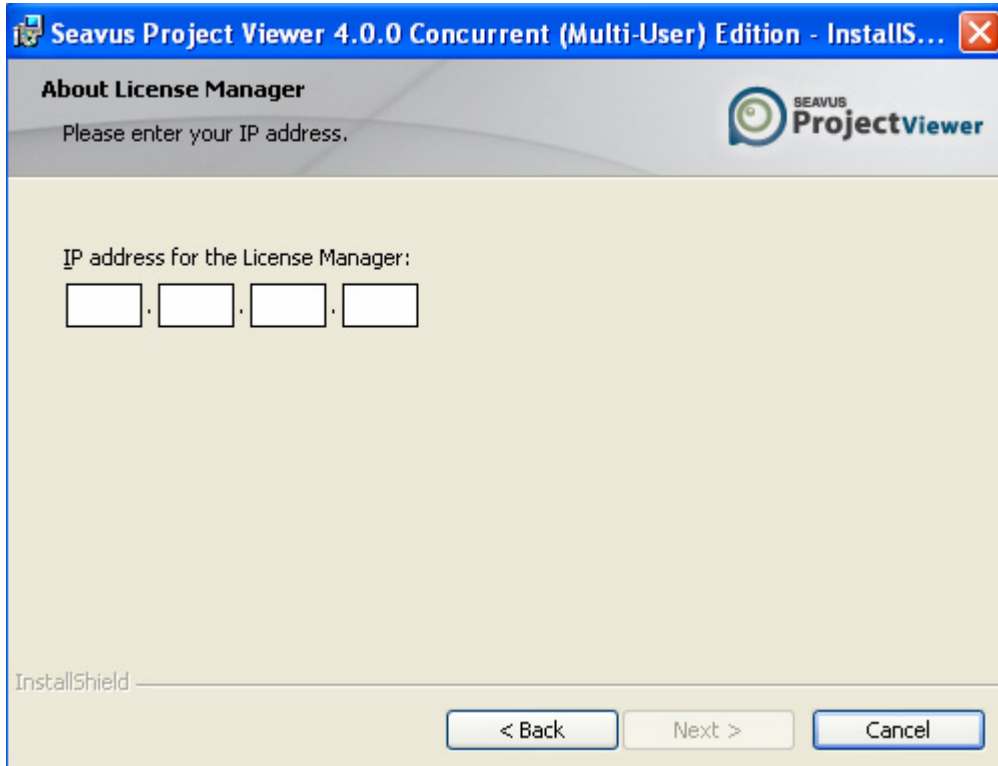 Seavus Project Viewer 4.0.0 Concurrent (Multi-User) Edition - InstallS...
About License Manager
Please enter your IP address.
SEAVUS
ProjectViewer
IP address for the License Manager:
. . .
InstallShield
< Back Next > Cancel